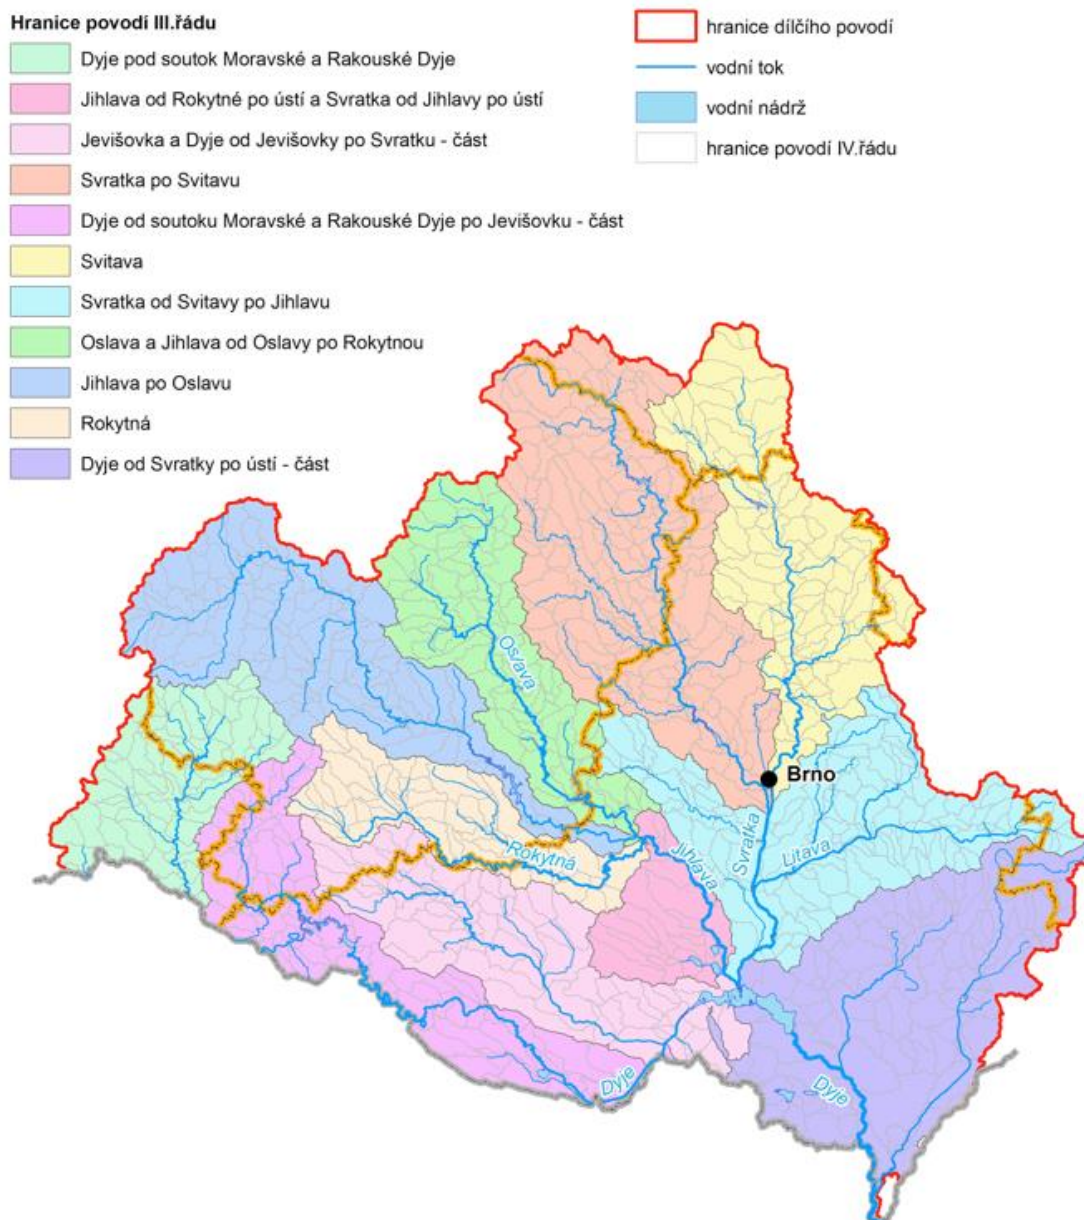 Hranice povodí III.řádu
Dyje pod soutok Moravské a Rakouské Dyje
Jihlava od Rokytné po ústí a Svratka od Jihlavy po ústí
Jevišovka a Dyje od Jevišovky po Svratku - část
Svratka po Svitavu
Dyje od soutoku Moravské a Rakouské Dyje po Jevišovku - část
Svitava
Svratka od Svitavy po Jihlavu
Oslava a Jihlava od Oslavy po Rokytnou
Jihlava po Oslavu
Rokytná
Dyje od Svratky po ústí - část
hranice dílčího povodí
vodní tok
vodní nádrž
hranice povodí IV.řádu
Oslava
Brno
Svratka
Litava
Jihlava
Rokytná
Dyje
Dyje